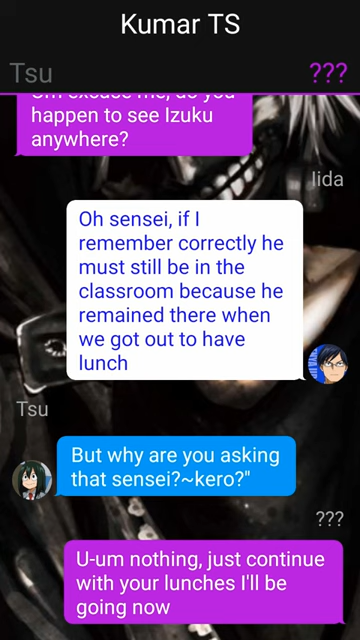 Kumar TS
Tsu
???
happen to see Izuku
anywhere?
Iida
Oh sensei, if I
remember correctly he
must still be in the
classroom because he
remained there when
we got out to have
lunch
Tsu
But why are you asking
that sensei?~kero?"
???
U-um nothing, just continue
with your lunches I'll be
going now